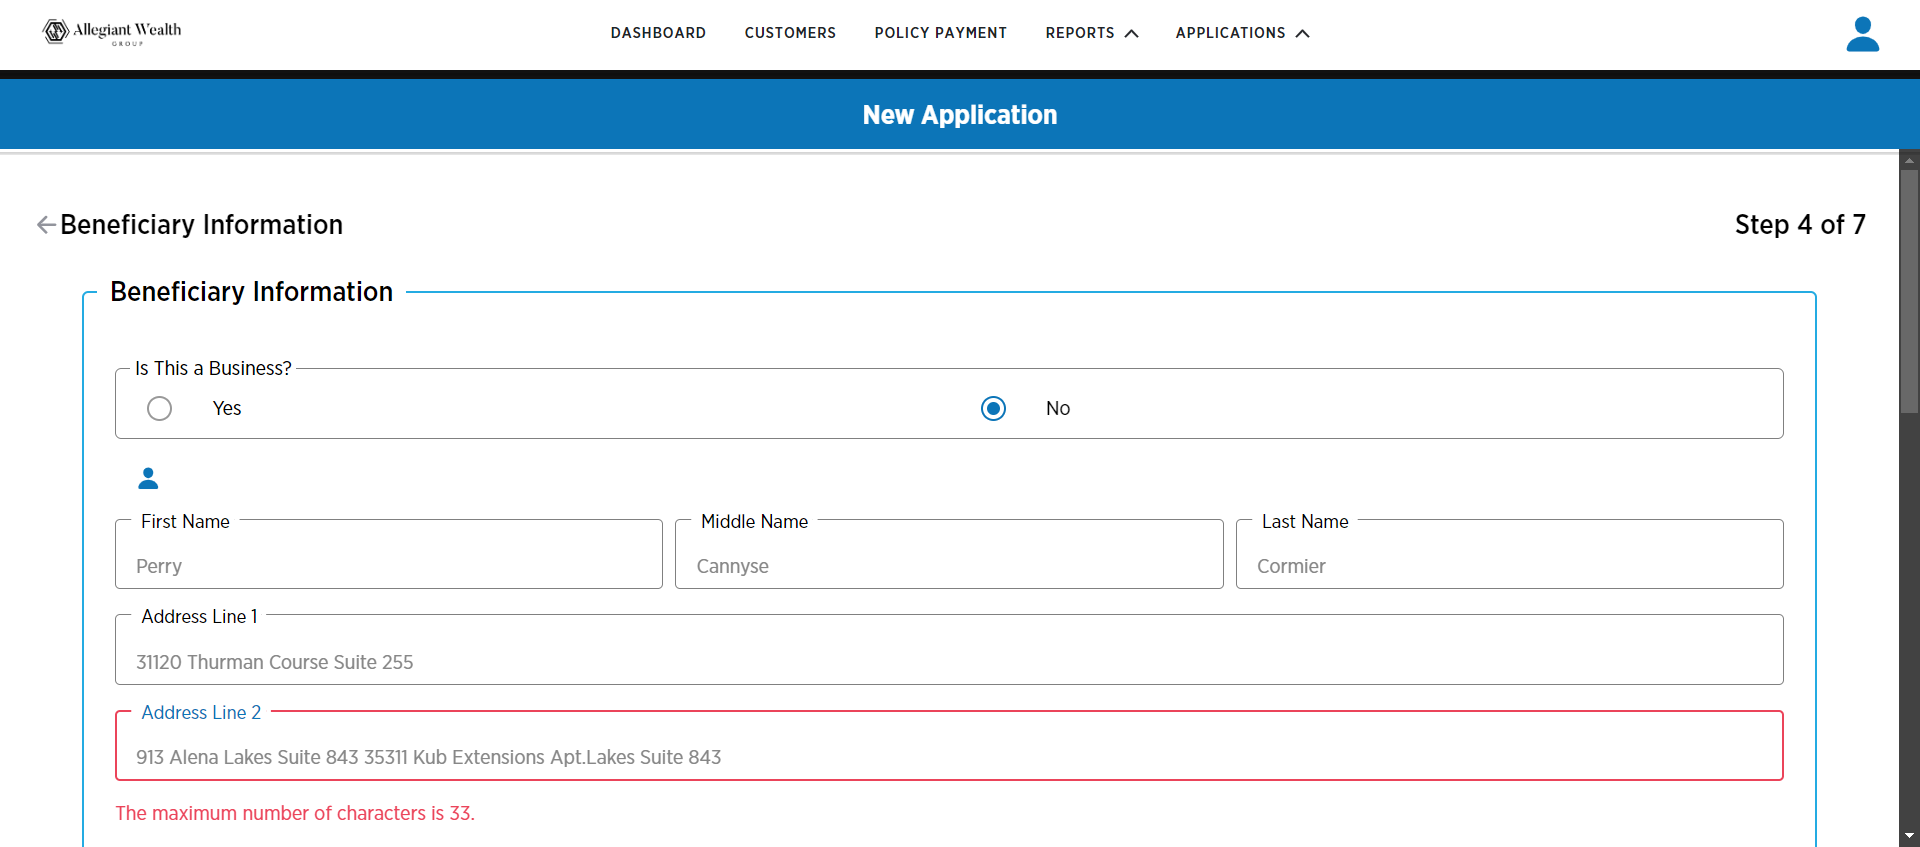 Allegiant Wealth
GROUP
DASHBOARD CUSTOMERS POLICY PAYMENT REPORTS APPLICATIONS
New Application
Beneficiary Information
Step 4 of 7
Beneficiary Information
Is This a Business?
Yes No
First Name Middle Name Last Name
Perry Cannyse Cormier
Address Line 1
31120 Thurman Course Suite 255
Address Line 2
913 Alena Lakes Suite 843 35311 Kub Extensions Apt.Lakes Suite 843
The maximum number of characters is 33.